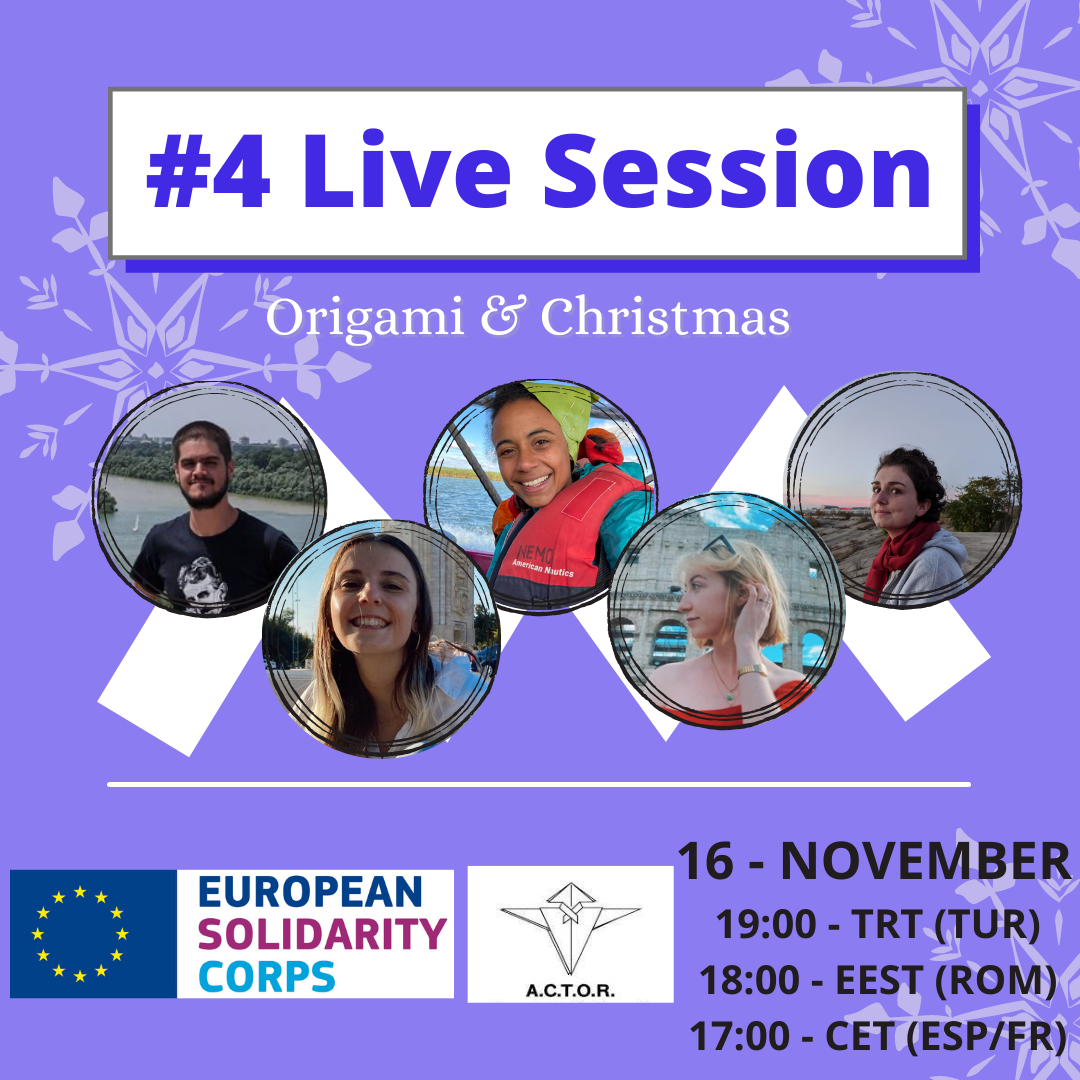 #4 Live Session
Origami & Christmas
NEMO
American Nautics
EUROPEAN
SOLIDARITY
CORPS
A.C.T.O.R.
16 - NOVEMBER
19:00 - TRT (TUR)
18:00 - EEST (ROM)
17:00 - CET (ESP/FR)